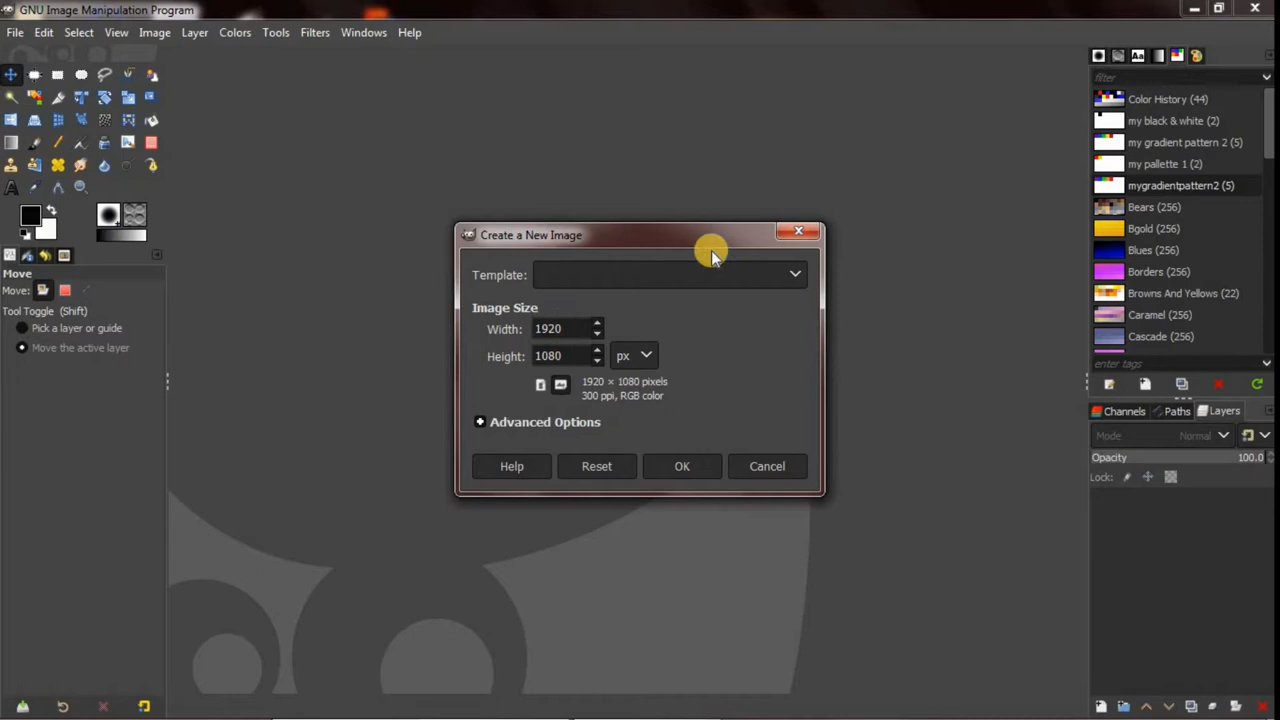 GNU Image Manipulation Program
File Edit Select View Image Layer Colors Tools Filters Windows Help
Move
Move:
Tool Toggle (Shift)
Pick a layer or guide
Move the active layer
Create a New Image
Template:
Image Size
Width: 1920
Height: 1080 px
1920 × 1080 pixels
300 ppi, RGB color
Advanced Options
Help Reset OK Cancel
Aa
filter
Color History (44)
my black & white (2)
my gradient pattern 2 (5)
my pallette 1 (2)
mygradientpattern2 (5)
Bears (256)
Bgold (256)
Blues (256)
Borders (256)
Browns And Yellows (22)
Caramel (256)
Cascade (256)
enter tags
Channels Paths Layers
Mode Normal
Opacity 100.0
Lock: